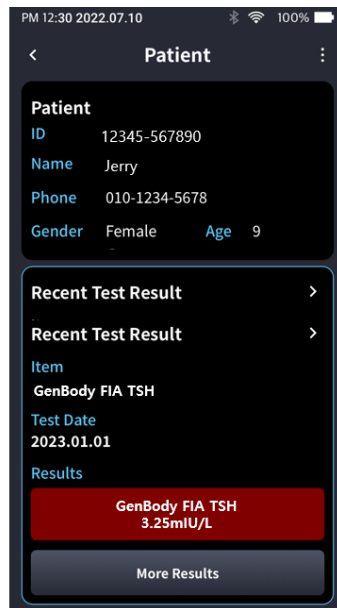 PM 12:30 2022.07.10 100%
Patient
Patient
ID 12345-567890
Name Jerry
Phone 010-1234-5678
Gender Female Age 9
Recent Test Result
Recent Test Result
Item
GenBody FIA TSH
Test Date
2023.01.01
Results
GenBody FIA TSH
3.25mIU/L
More Results